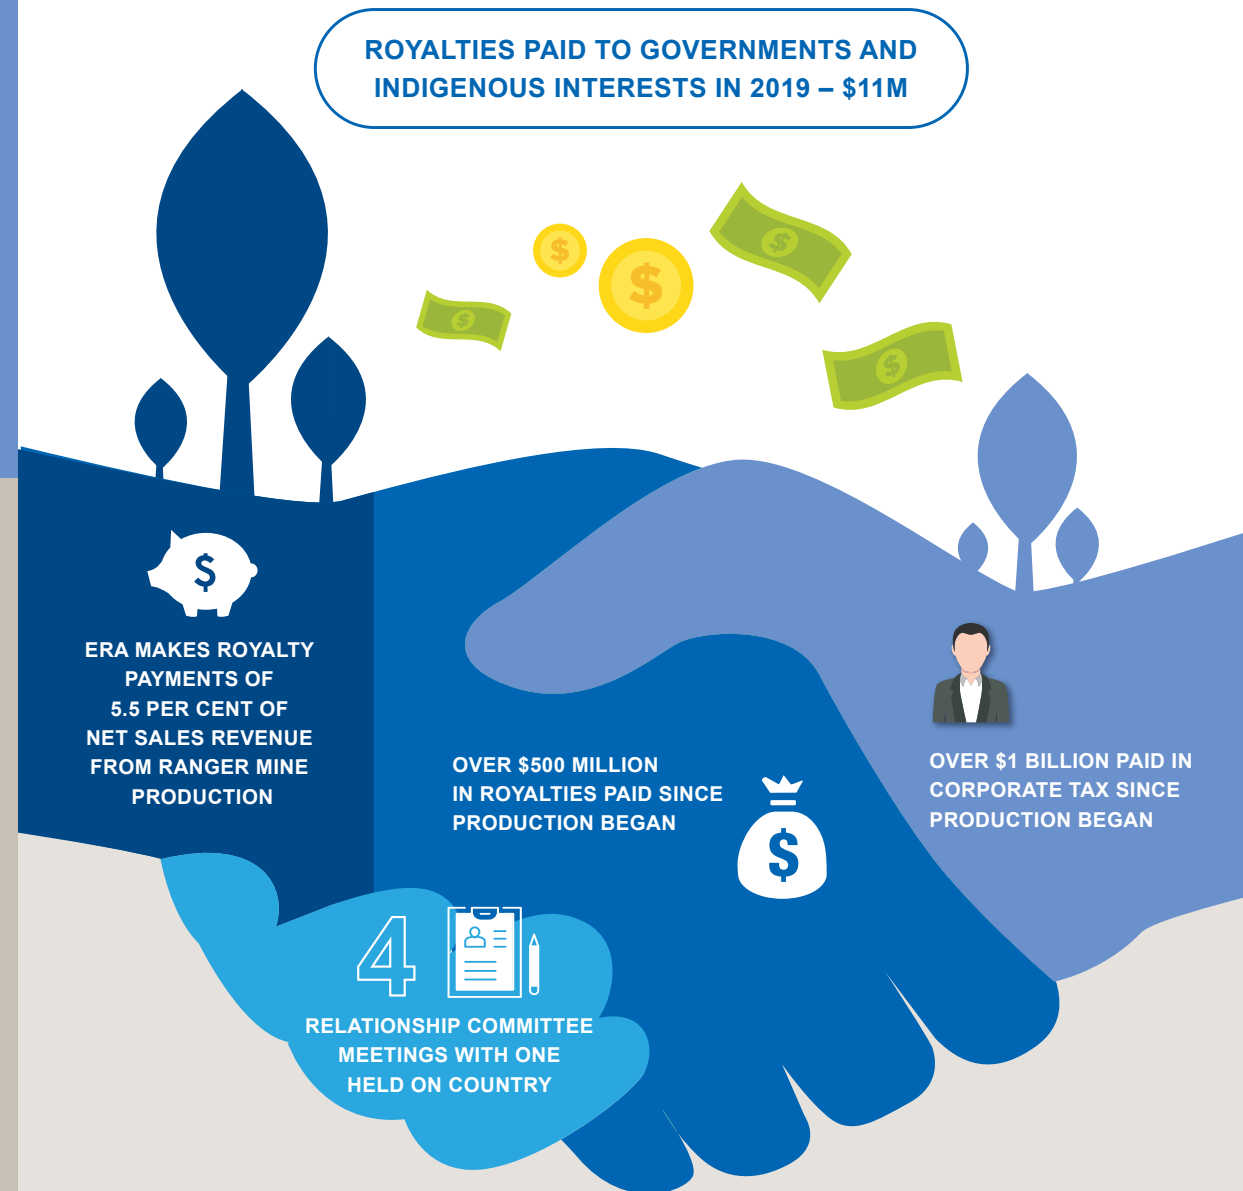 ROYALTIES PAID TO GOVERNMENTS AND
INDIGENOUS INTERESTS IN 2019 – $11M
$
$
$
$
$
$
ERA MAKES ROYALTY
PAYMENTS OF
5.5 PER CENT OF
NET SALES REVENUE
FROM RANGER MINE
PRODUCTION
OVER $500 MILLION
IN ROYALTIES PAID SINCE
PRODUCTION BEGAN
$
OVER $1 BILLION PAID IN
CORPORATE TAX SINCE
PRODUCTION BEGAN
4
RELATIONSHIP COMMITTEE
MEETINGS WITH ONE
HELD ON COUNTRY